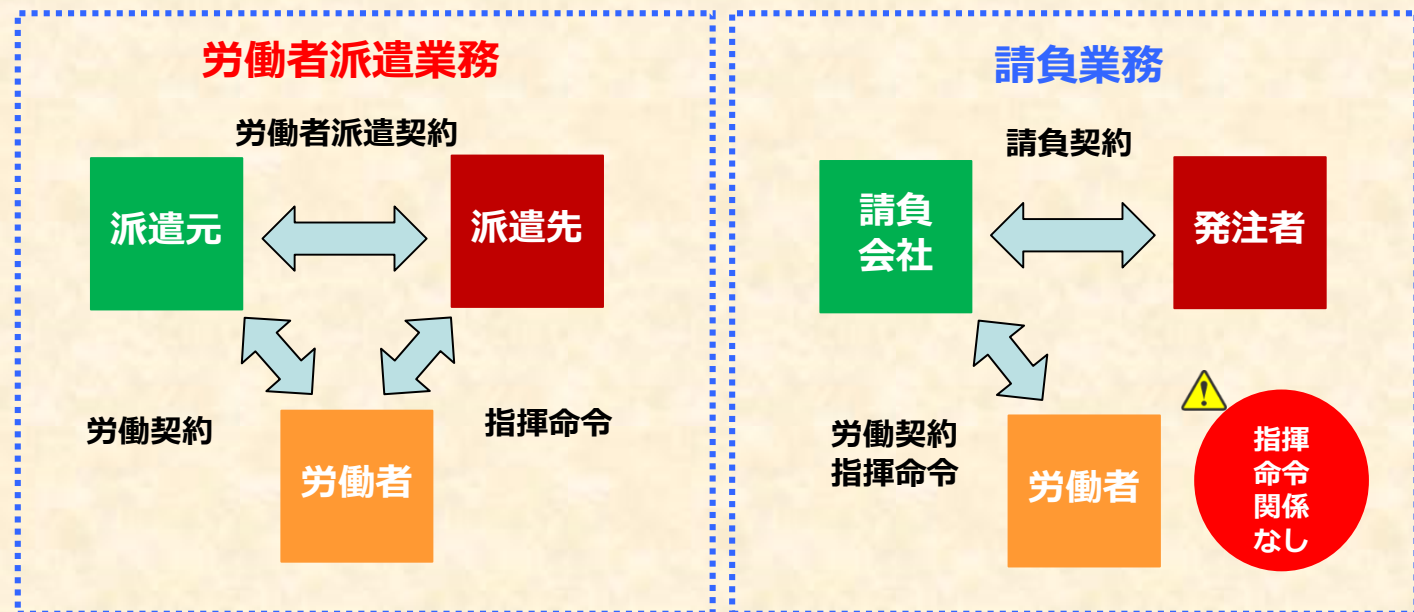 労働者派遣業務
労働者派遣契約
派遣元
派遣先
労働契約
指揮命令
労働者
請負業務
請負契約
請負
会社
発注者
労働契約
指揮命令
労働者
指揮
命令
関係
なし